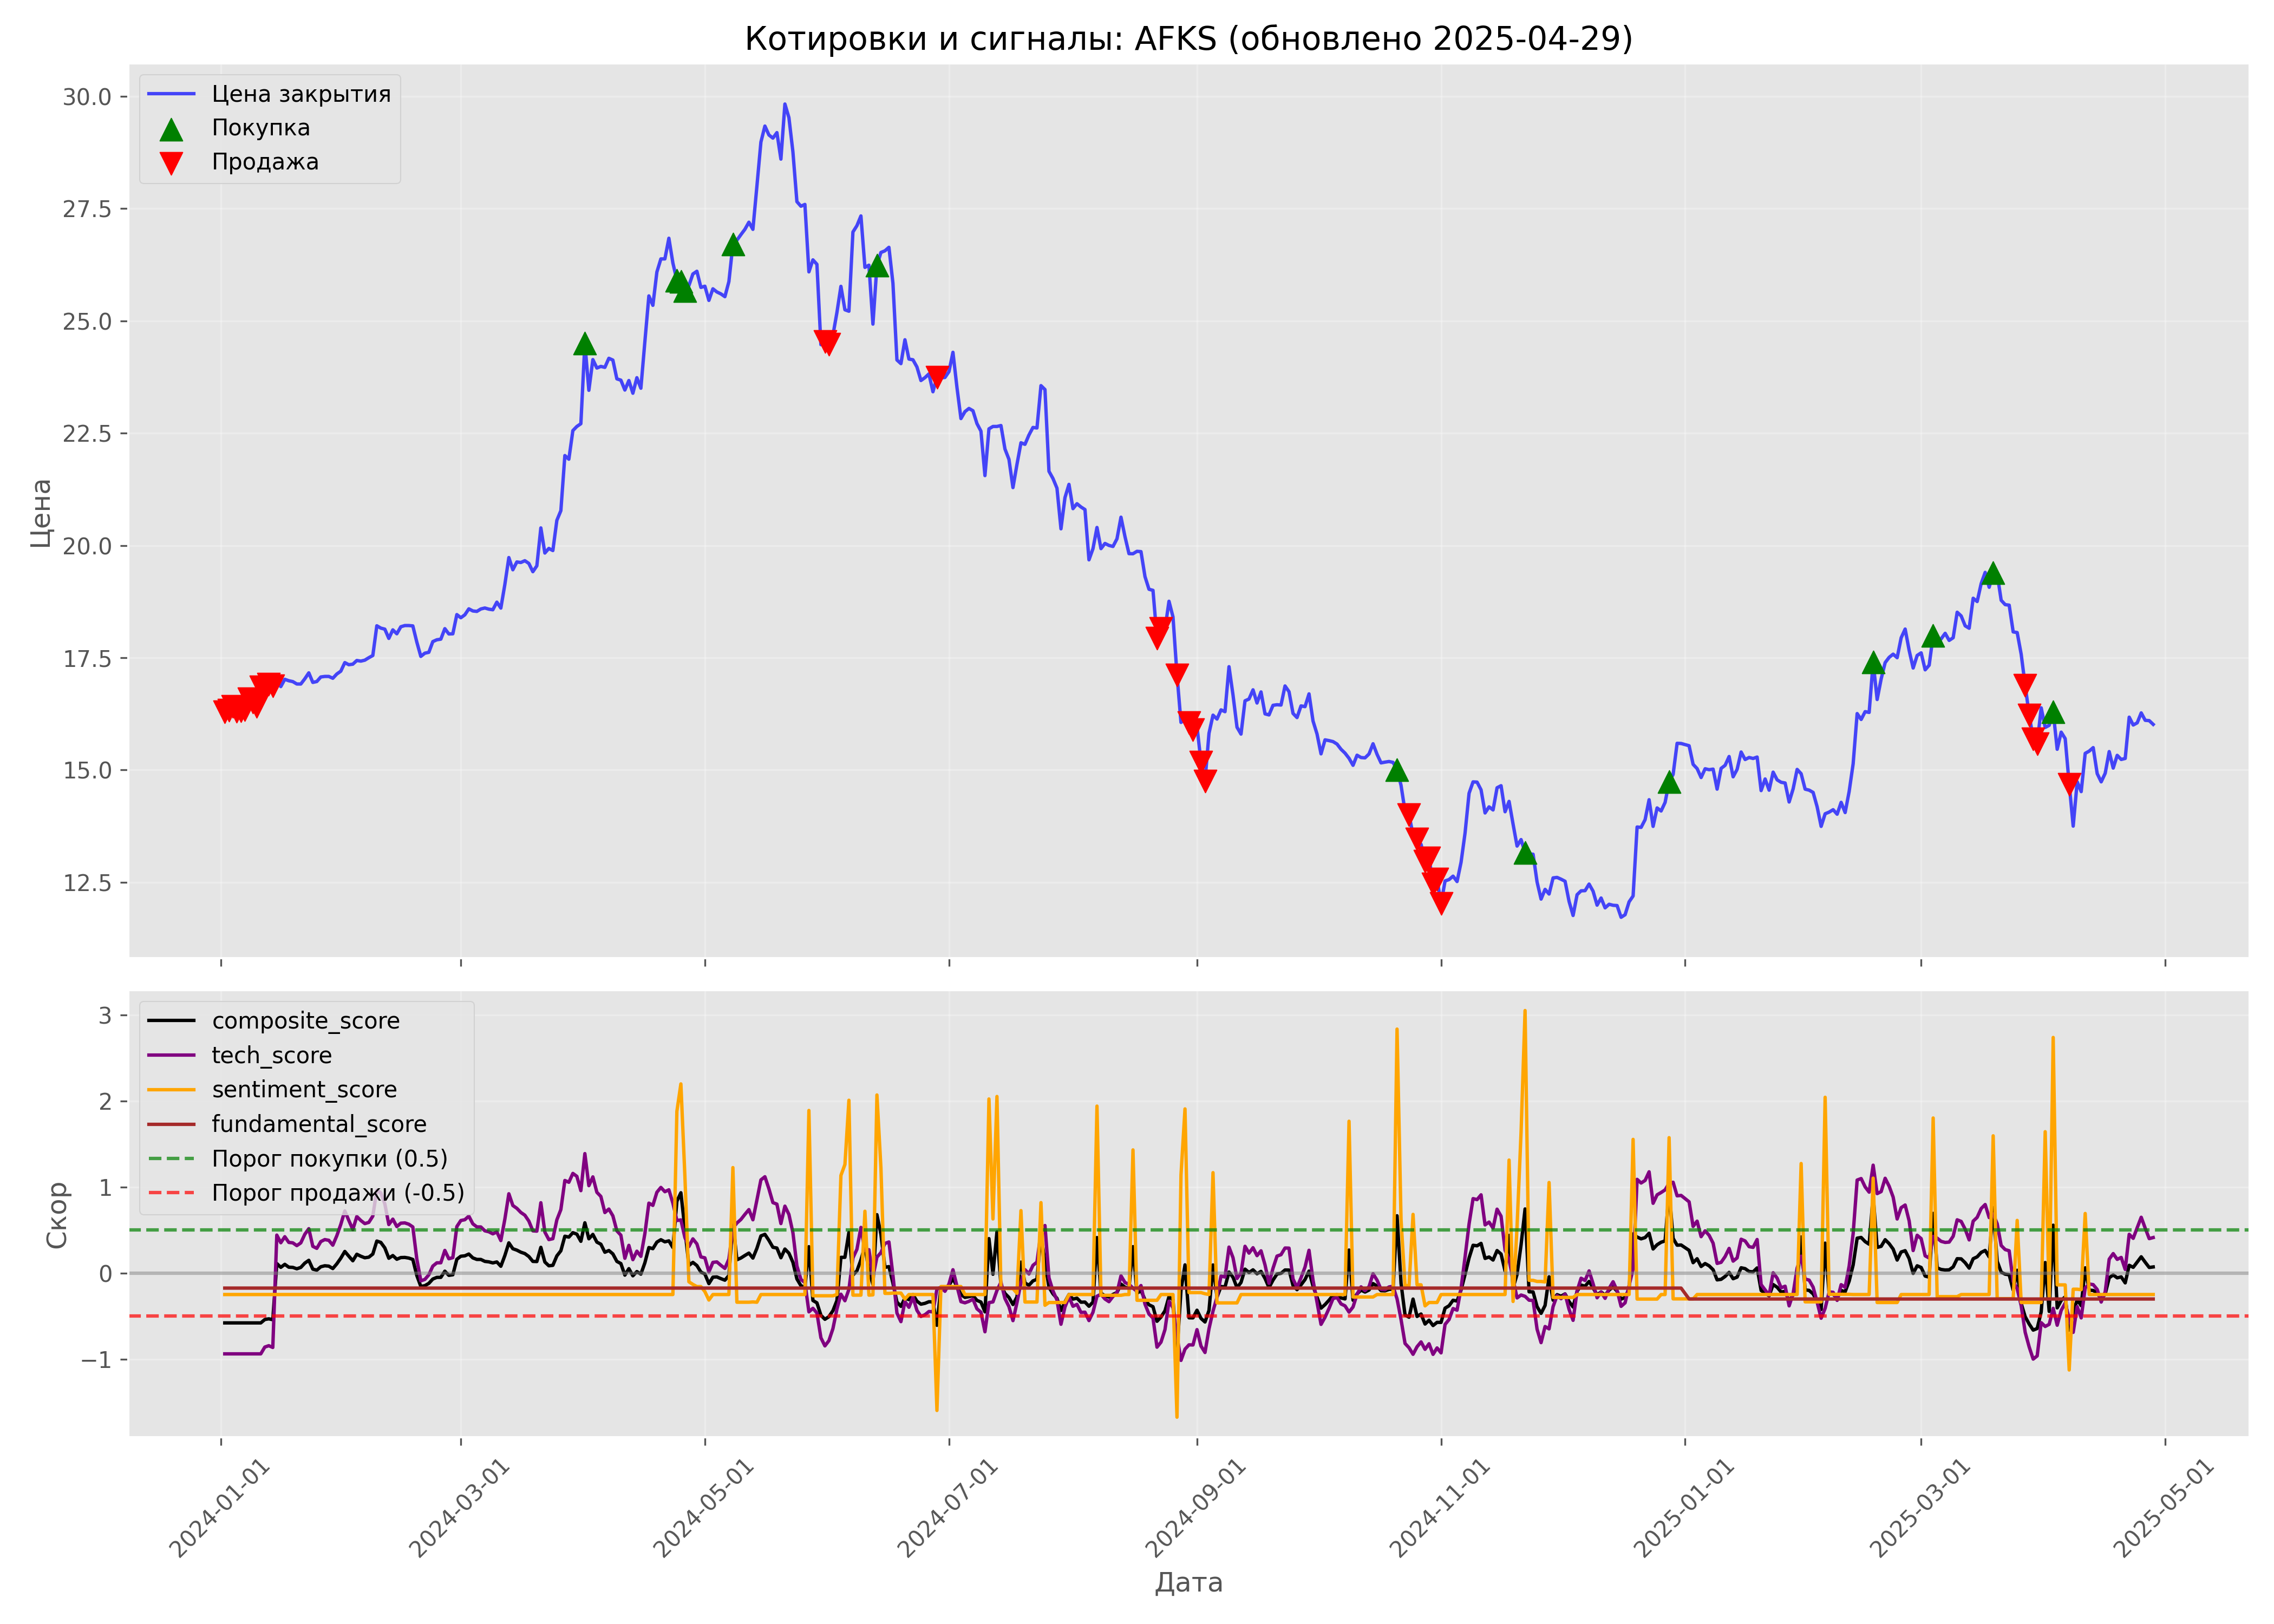 Котировки и сигналы: AFKS (обновлено 2025-04-29)
Цена закрытия
Покупка
Продажа
30.0
27.5
25.0
22.5
20.0
17.5
15.0
12.5
Цена
composite_score
tech_score
sentiment_score
fundamental_score
Порог покупки (0.5)
Порог продажи (-0.5)
3
2
1
0
−1
Скор
2024-01-01
2024-03-01
2024-05-01
2024-07-01
2024-09-01
2024-11-01
2025-01-01
2025-03-01
2025-05-01
Дата